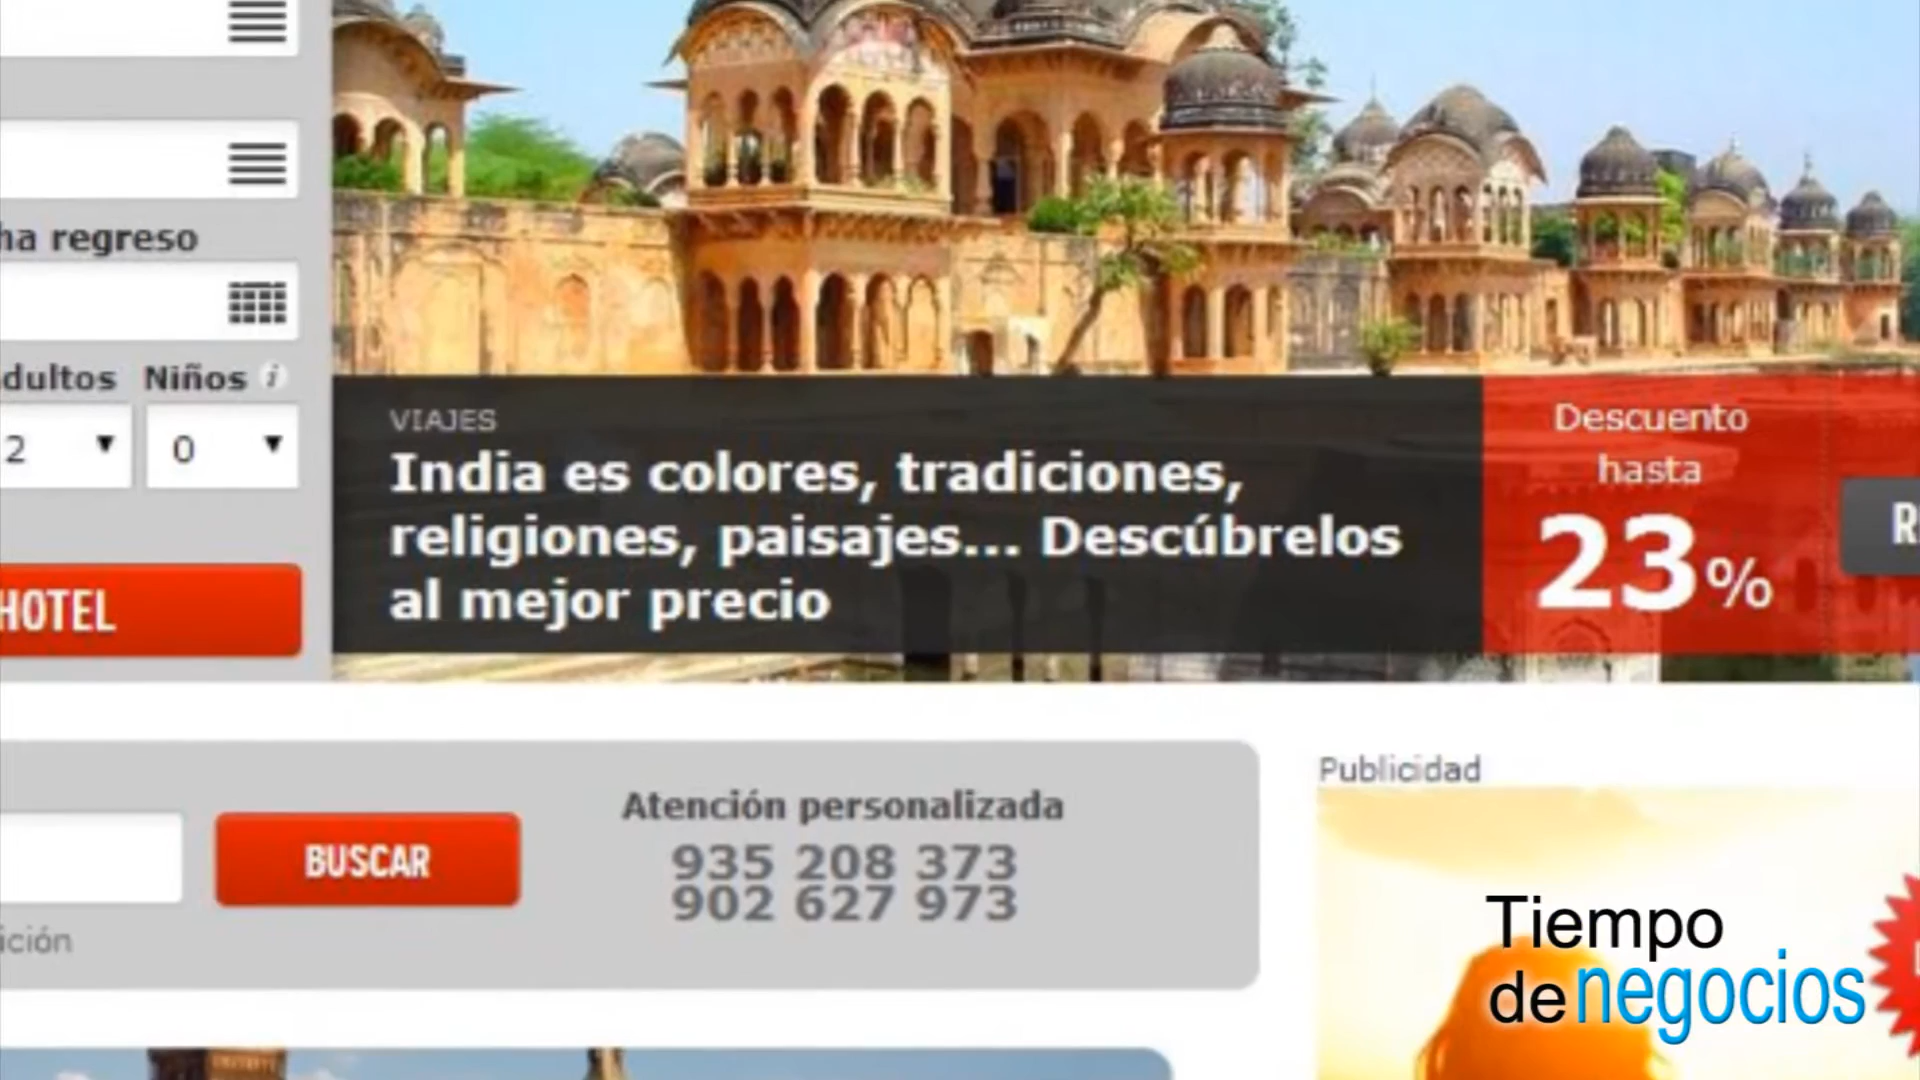 ha regreso
dultos Niños i
2 0
HOTEL
VIAJES
India es colores, tradiciones,
religiones, paisajes... Descúbrelos
al mejor precio
Descuento
hasta
23%
R
BUSCAR
ición
Atención personalizada
935 208 373
902 627 973
Publicidad
Tiempo
de negocios